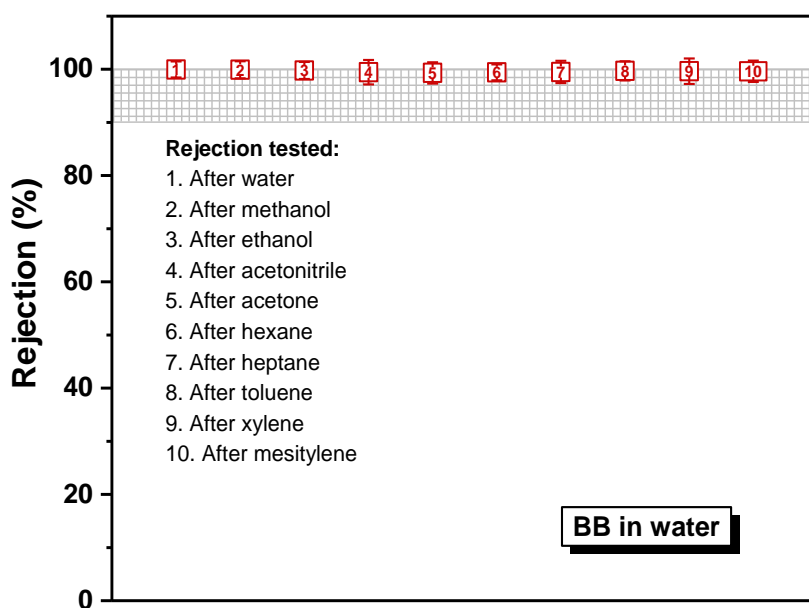 100
80
60
40
20
0
Rejection (%)
1 2 3 4 5 6 7 8 9 10
Rejection tested:
1. After water
2. After methanol
3. After ethanol
4. After acetonitrile
5. After acetone
6. After hexane
7. After heptane
8. After toluene
9. After xylene
10. After mesitylene
BB in water